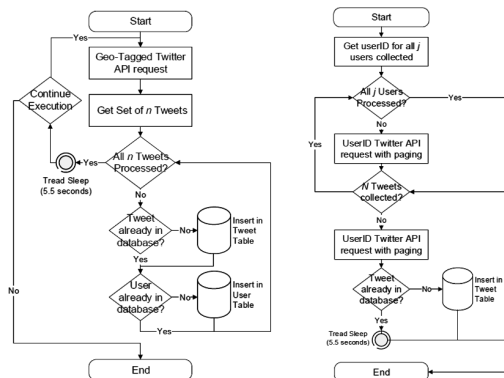 Start
Yes
Geo-Tagged Twitter
API request
Continue
Execution
Get Set of n Tweets
All n Tweets
Processed?
Yes
Tread Sleep
(5.5 seconds)
No
Tweet
already in
database?
No
Insert in
Tweet
Table
Yes
User
already in
database?
No
Insert in
User
Table
Yes
No
End
Start
Get userID for all j
users collected
All j Users
Processed?
Yes
No
Yes
UserID Twitter API
request with paging
N Tweets
collected?
No
UserID Twitter API
request with paging
Tweet
already in
database?
No
Insert in
Tweet
Table
Yes
Tread Sleep
(5.5 seconds)
End